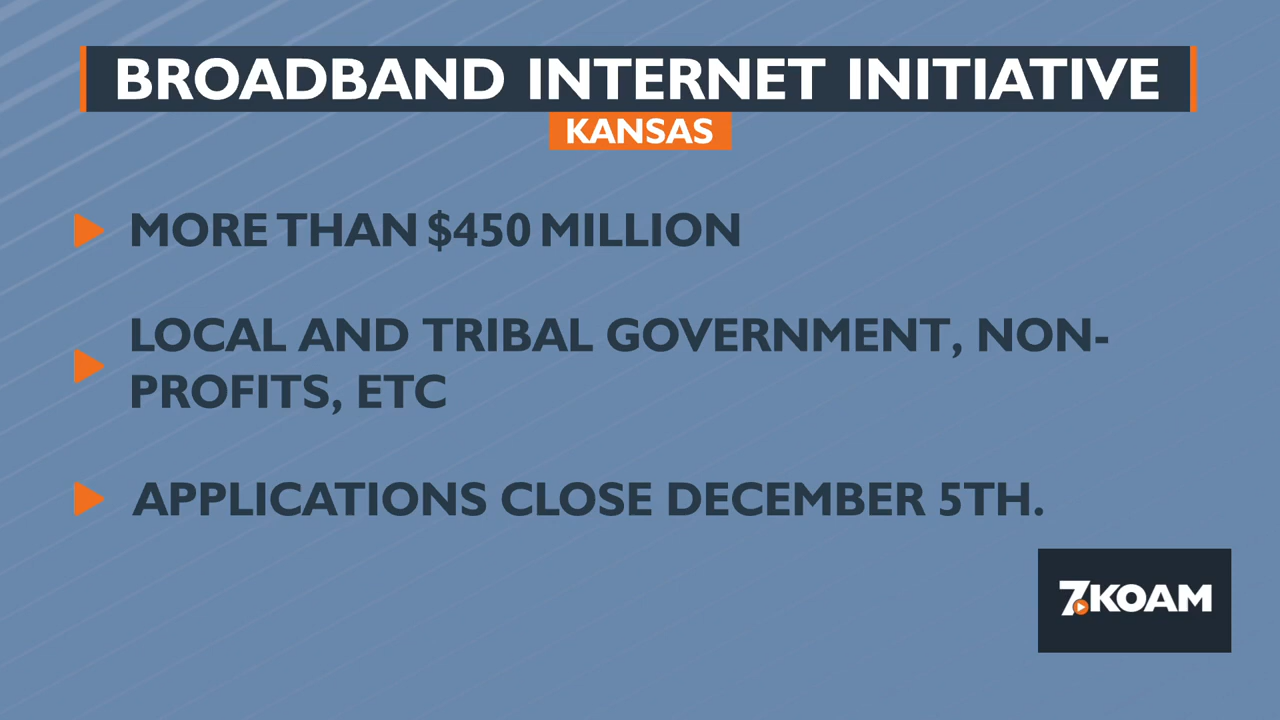 BROADBAND INTERNET INITIATIVE
KANSAS
MORE THAN $450 MILLION
LOCAL AND TRIBAL GOVERNMENT, NON-
PROFITS, ETC
APPLICATIONS CLOSE DECEMBER 5TH.
7KOAM